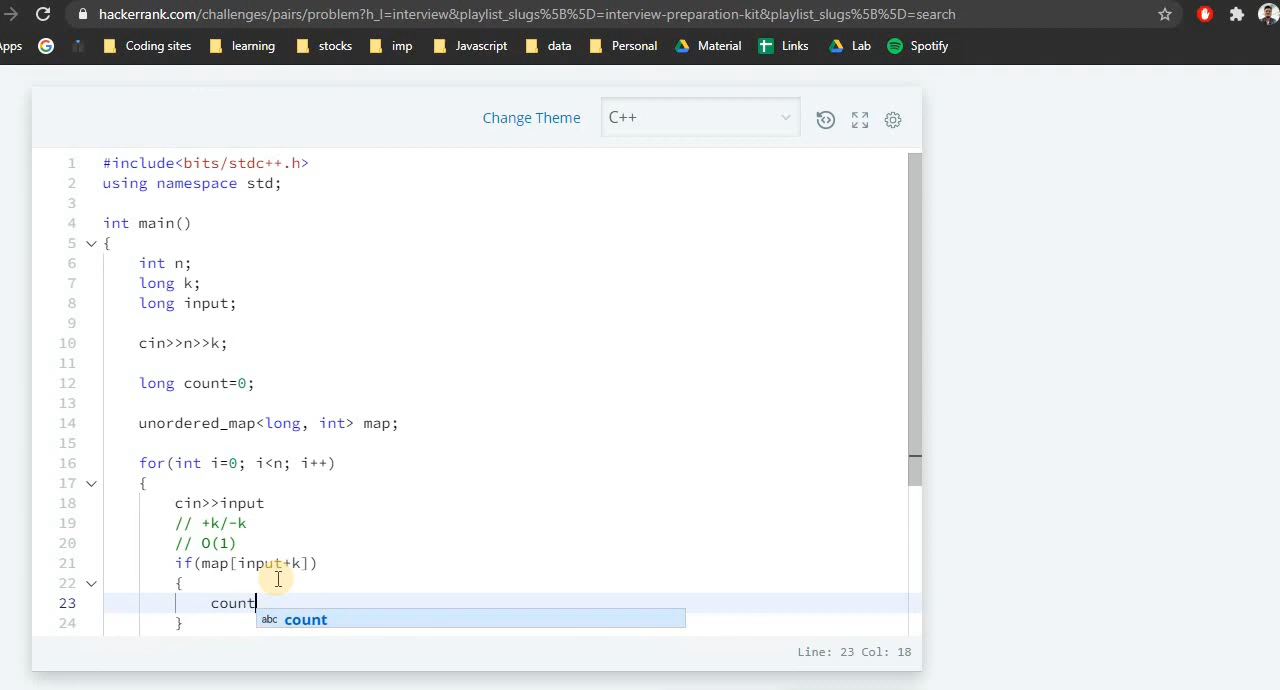 hackerrank.com/challenges/pairs/problem?h_l=interview&playlist_slugs%5B%5D=interview-preparation-kit&playlist_slugs%5B%5D=search
pps Coding sites learning stocks imp Javascript data Personal Material Links Lab Spotify
Change Theme C++
1 #include<bits/stdc++.h>
2 using namespace std;
3
4 int main()
5 {
6 int n;
7 long k;
8 long input;
9
10 cin>>n>>k;
11
12 long count=0;
13
14 unordered_map<long, int> map;
15
16 for(int i=0; i<n; i++)
17 {
18 cin>>input
19 // +k/-k
20 // O(1)
21 if(map[input+k])
22 {
23 count
abc count
24 }
Line: 23 Col: 18